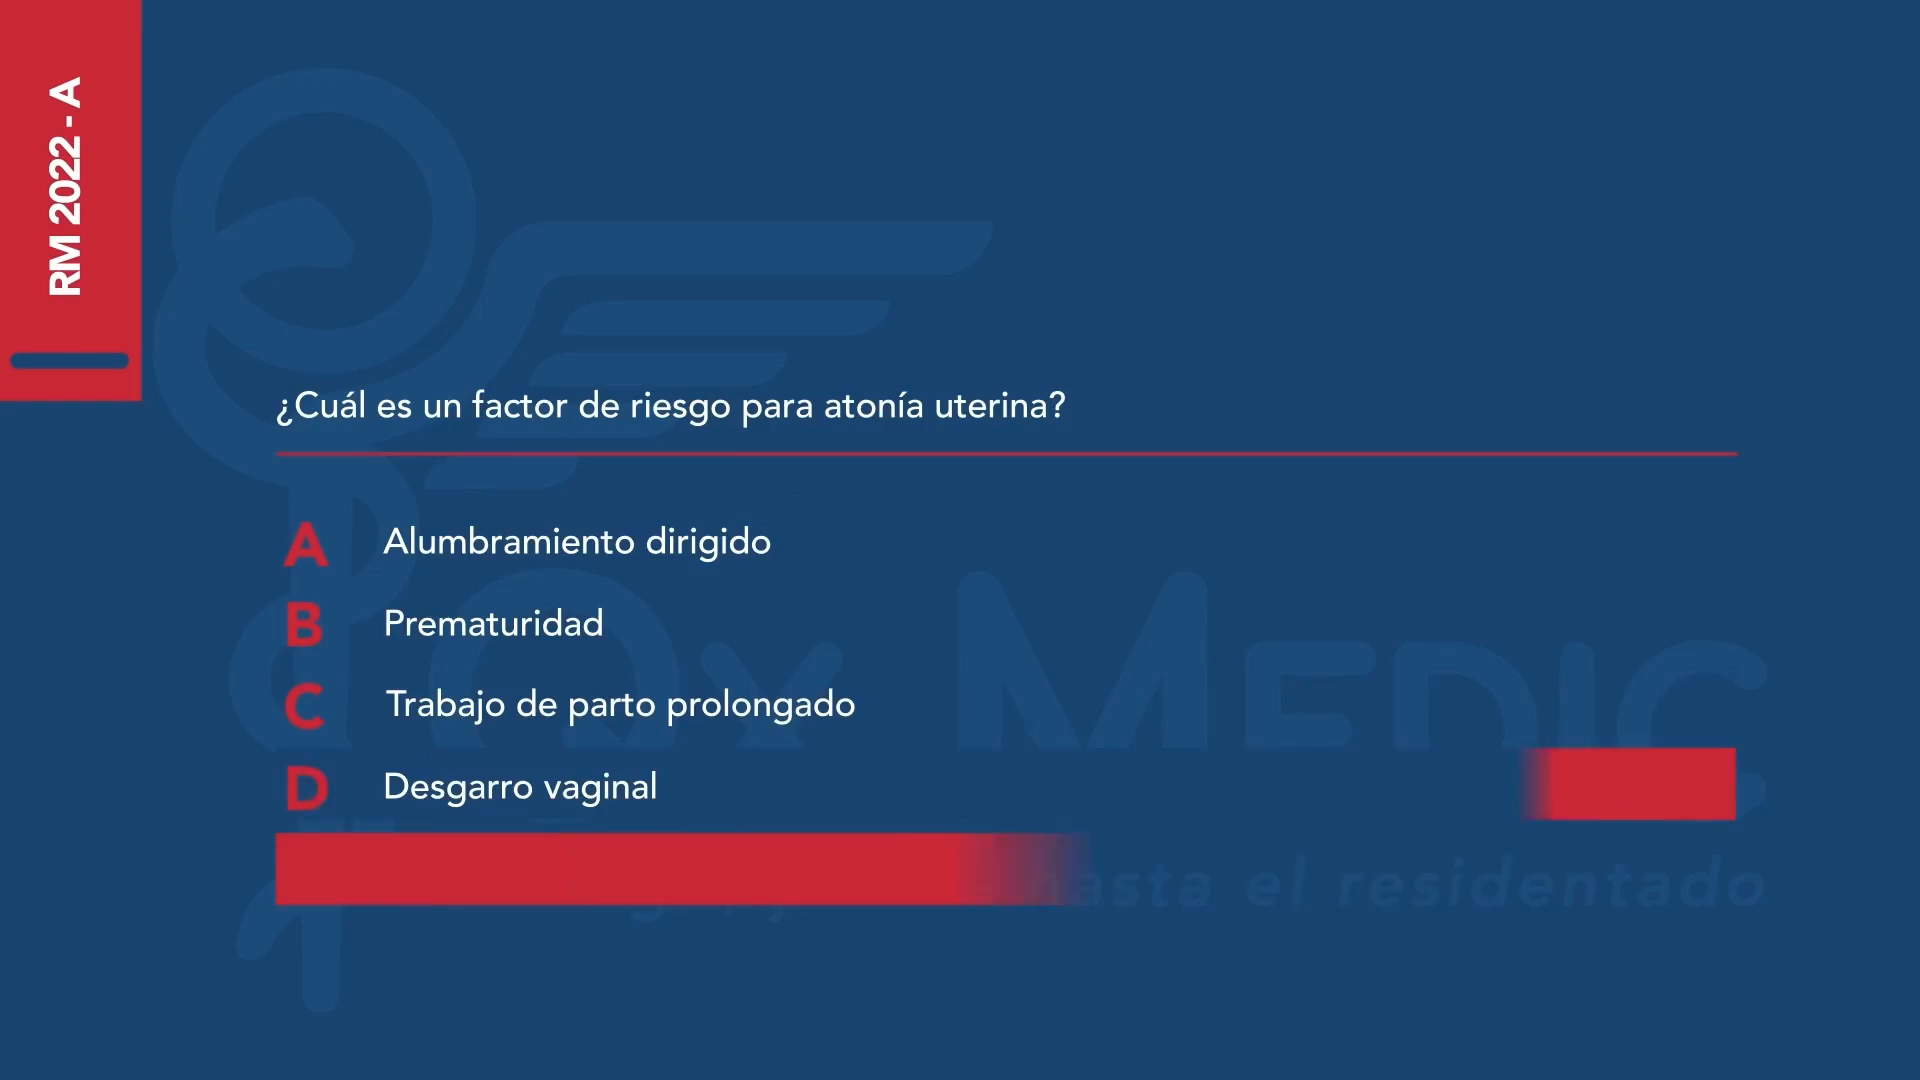 RM 2022 - A
¿Cuál es un factor de riesgo para atonía uterina?
A Alumbramiento dirigido
B Prematuridad
C Trabajo de parto prolongado
D Desgarro vaginal
hasta el residentado